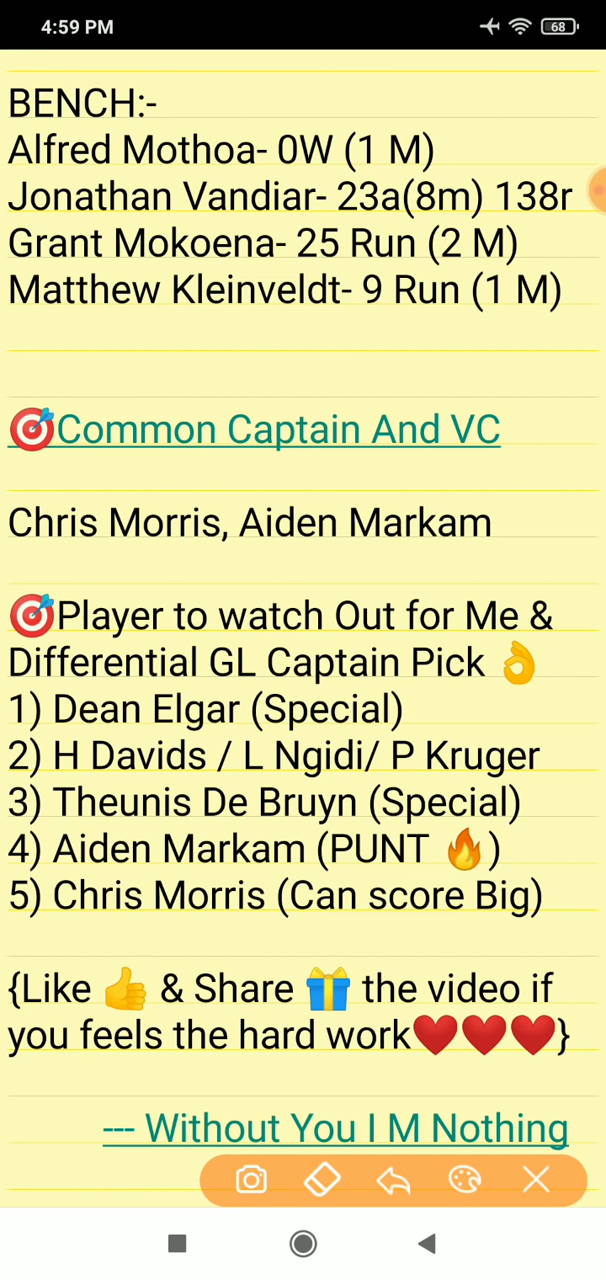 4:59 PM
68
BENCH:-
Alfred Mothoa- 0W (1 M)
Jonathan Vandiar- 23a(8m) 138r
Grant Mokoena- 25 Run (2 M)
Matthew Kleinveldt- 9 Run (1 M)
🎯Common Captain And VC
Chris Morris, Aiden Markam
🎯Player to watch Out for Me &
Differential GL Captain Pick 👌
1) Dean Elgar (Special)
2) H Davids / L Ngidi/ P Kruger
3) Theunis De Bruyn (Special)
4) Aiden Markam (PUNT 🔥)
5) Chris Morris (Can score Big)
{Like 👍 & Share 🎁 the video if
you feels the hard work❤️❤️❤️}
--- Without You I M Nothing